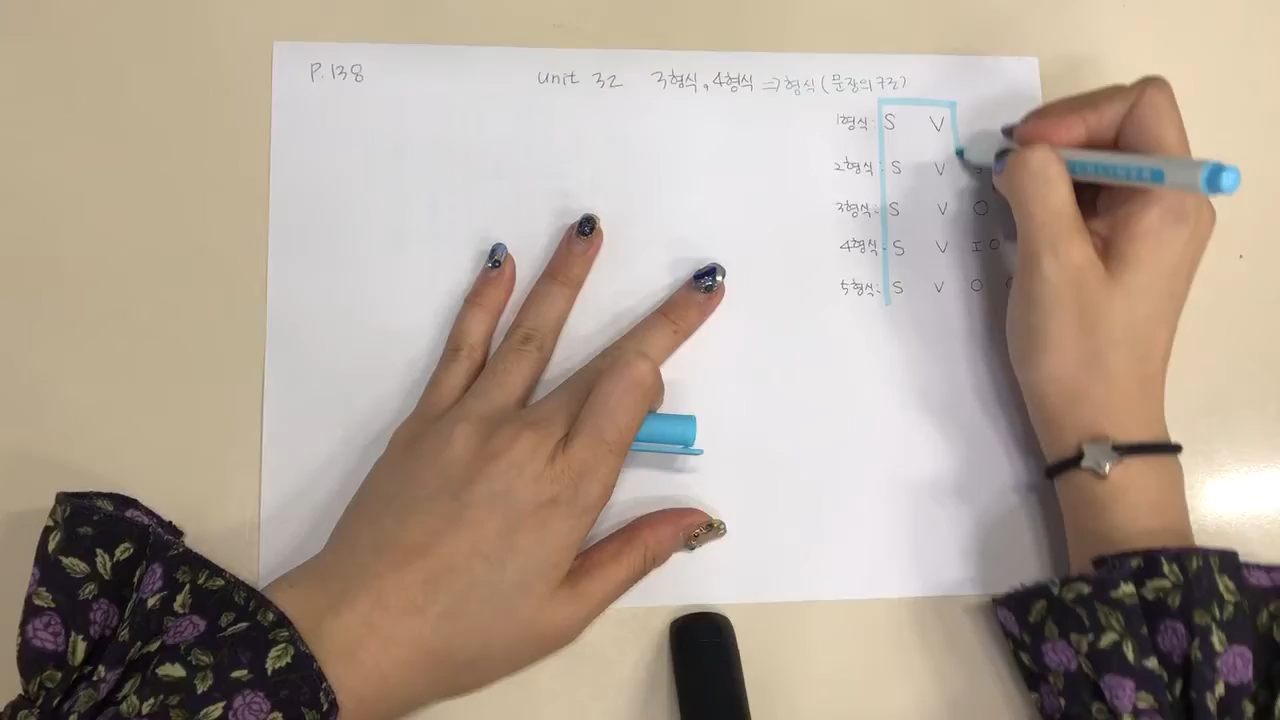 P.138
unit 32 3형식, 4형식 ⇒ 형식 (문장의 구조)
1형식: S V
2형식: S V
3형식: S V O
4형식: S V IO
5형식: S V O